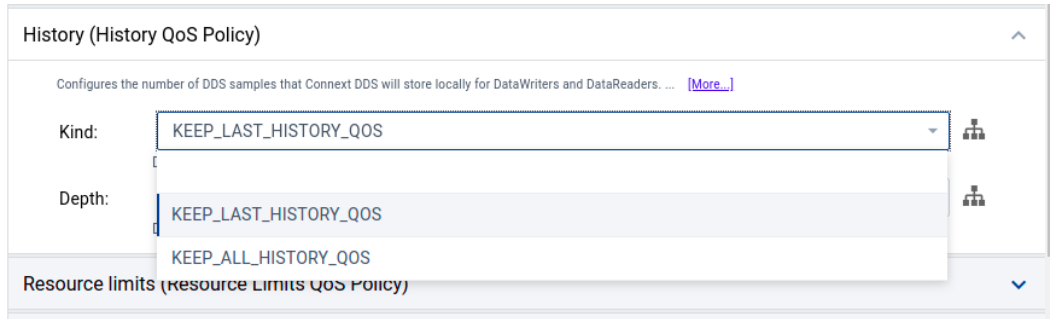 History (History QoS Policy)
Configures the number of DDS samples that Connext DDS will store locally for DataWriters and DataReaders. ... [More...]
Kind: KEEP_LAST_HISTORY_QOS
Depth:
KEEP_LAST_HISTORY_QOS
KEEP_ALL_HISTORY_QOS
Resource limits (Resource Limits QoS Policy)